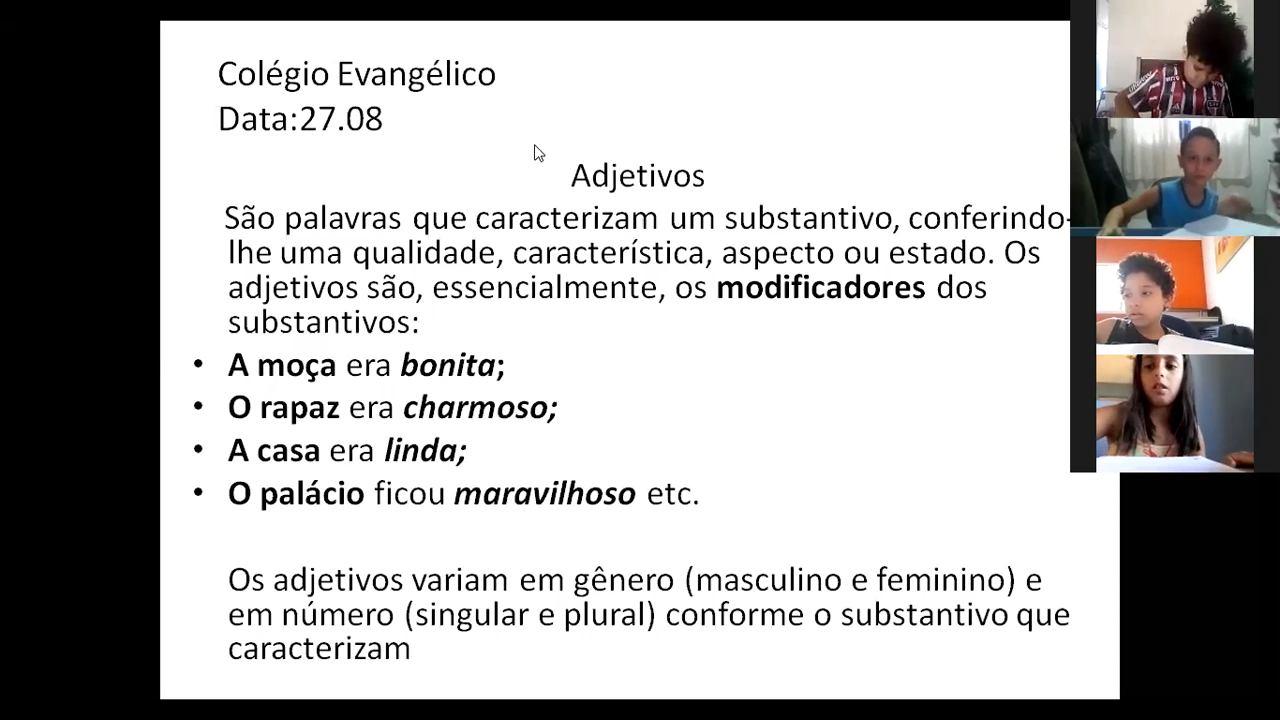 Colégio Evangélico
Data:27.08
Adjetivos
São palavras que caracterizam um substantivo, conferindo-
lhe uma qualidade, característica, aspecto ou estado. Os
adjetivos são, essencialmente, os modificadores dos
substantivos:
• A moça era bonita;
• O rapaz era charmoso;
• A casa era linda;
• O palácio ficou maravilhoso etc.
Os adjetivos variam em gênero (masculino e feminino) e
em número (singular e plural) conforme o substantivo que
caracterizam